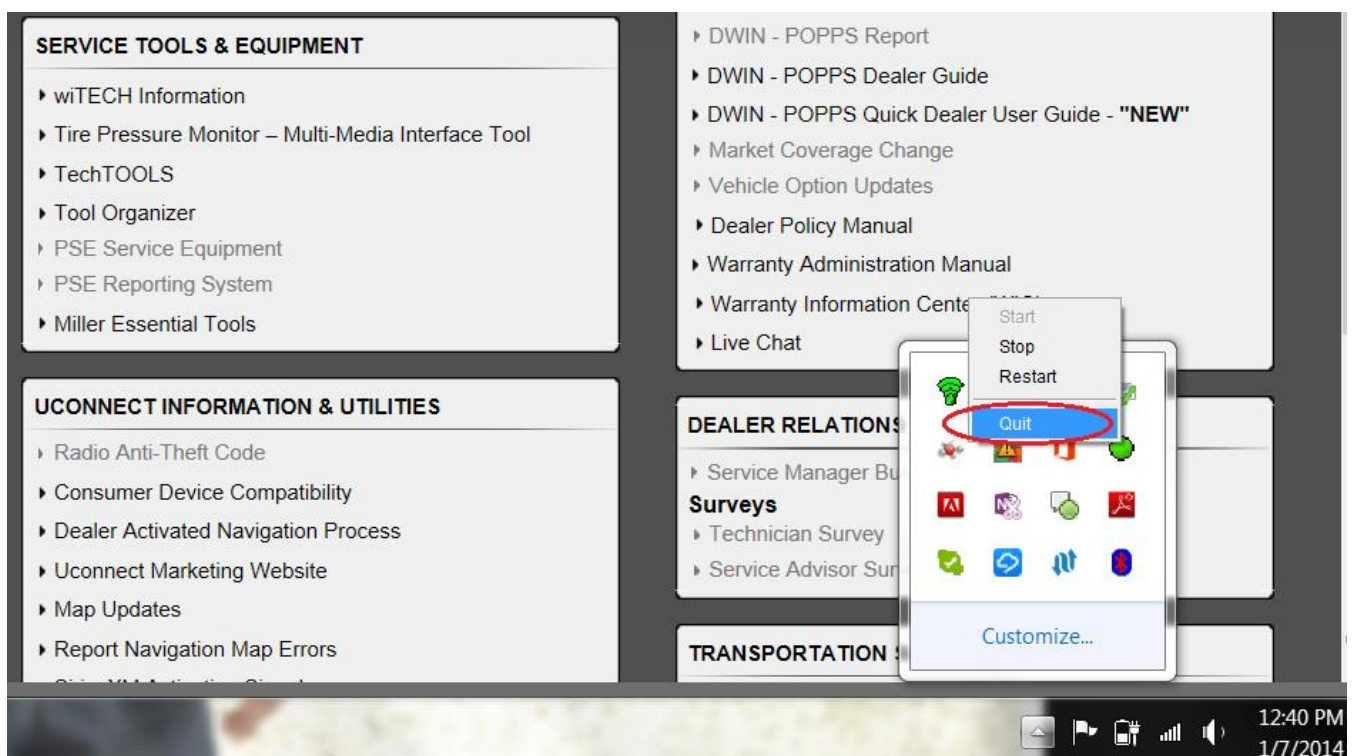 SERVICE TOOLS & EQUIPMENT
wiTECH Information
Tire Pressure Monitor – Multi-Media Interface Tool
TechTOOLS
Tool Organizer
PSE Service Equipment
PSE Reporting System
Miller Essential Tools
UCONNECT INFORMATION & UTILITIES
Radio Anti-Theft Code
Consumer Device Compatibility
Dealer Activated Navigation Process
Uconnect Marketing Website
Map Updates
Report Navigation Map Errors
DWIN - POPPS Report
DWIN - POPPS Dealer Guide
DWIN - POPPS Quick Dealer User Guide - "NEW"
Market Coverage Change
Vehicle Option Updates
Dealer Policy Manual
Warranty Administration Manual
Warranty Information Cente
Live Chat
DEALER RELATIONS
Service Manager Bu
Surveys
Technician Survey
Service Advisor Sur
TRANSPORTATION
Start
Stop
Restart
Quit
Customize...
12:40 PM
1/7/2014